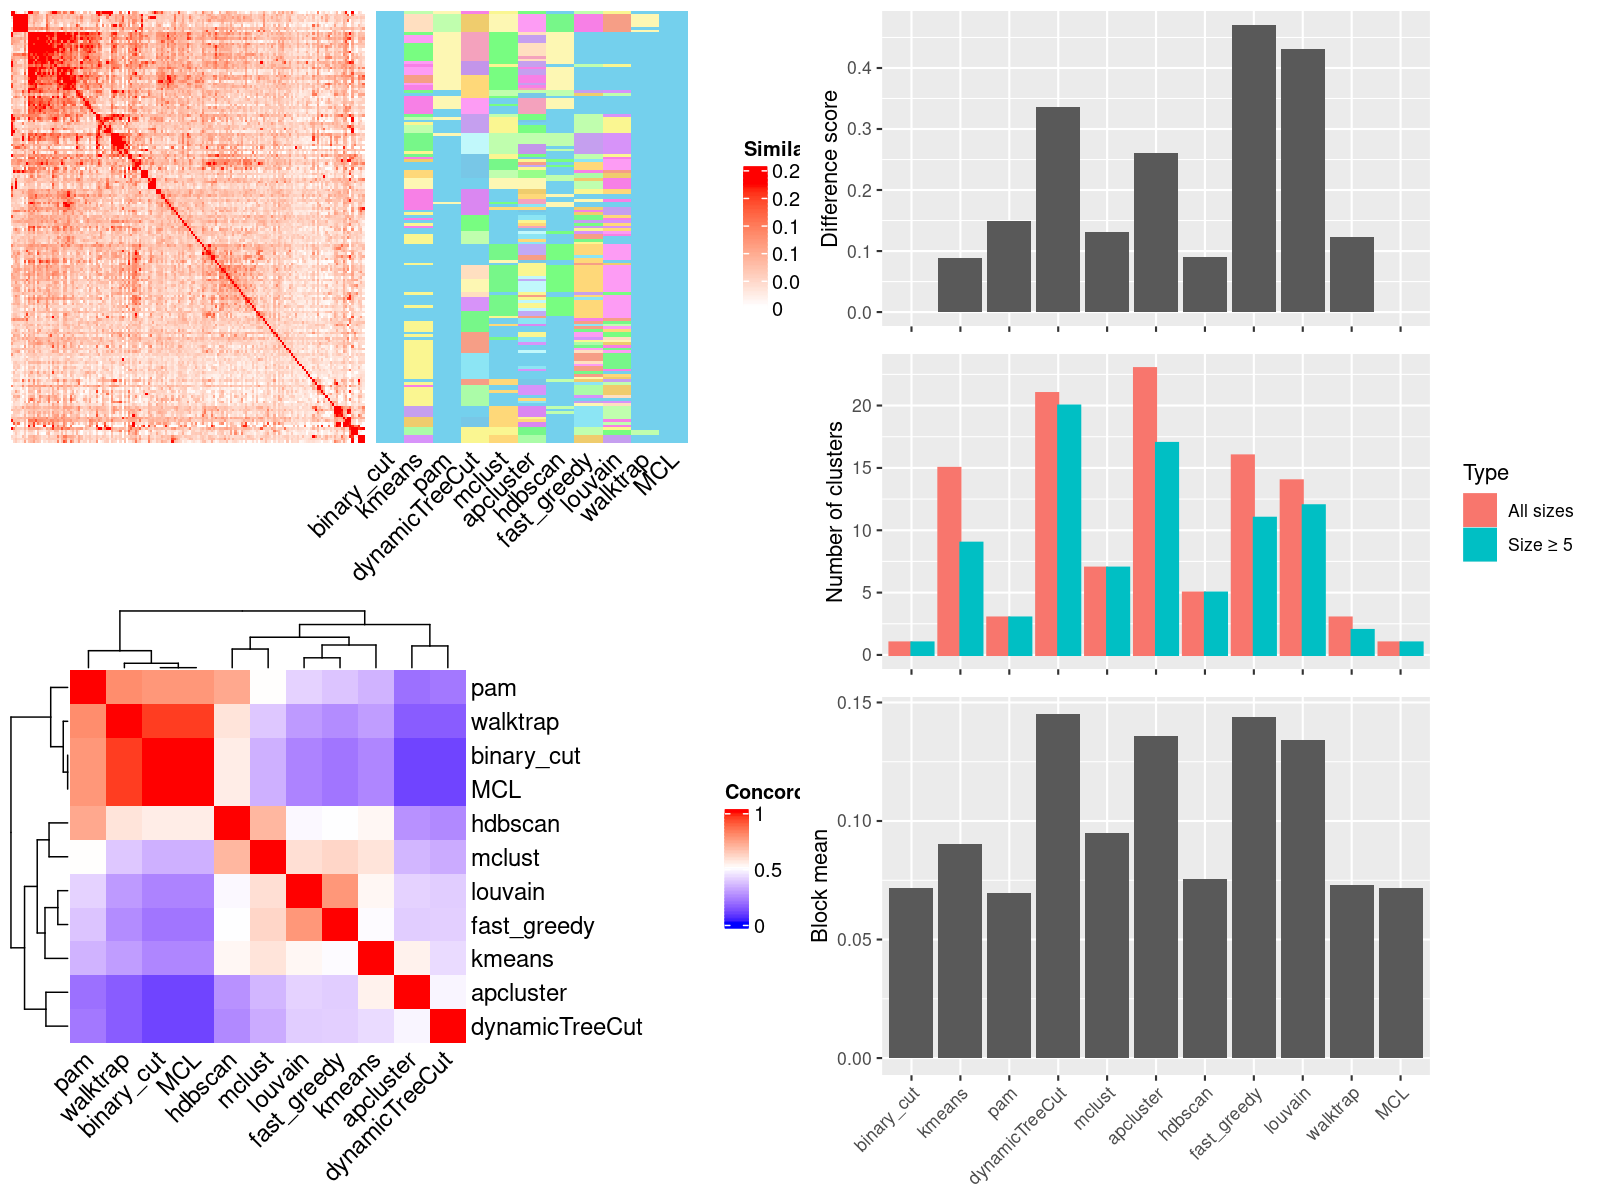 Simila
0.2
0.2
0.1
0.1
0.0
0
binary_cut
kmeans
pam
dynamicTreeCut
mclust
apcluster
hdbscan
fast_greedy
louvain
walktrap
MCL
pam
walktrap
binary_cut
MCL
hdbscan
mclust
louvain
fast_greedy
kmeans
apcluster
dynamicTreeCut
pam
walktrap
binary_cut
MCL
hdbscan
mclust
louvain
fast_greedy
kmeans
apcluster
dynamicTreeCut
Concord
1
0.5
0
Difference score
0.4
0.3
0.2
0.1
0.0
Number of clusters
20
15
10
5
0
Type
All sizes
Size ≥ 5
Block mean
0.15
0.10
0.05
0.00
binary_cut
kmeans
pam
dynamicTreeCut
mclust
apcluster
hdbscan
fast_greedy
louvain
walktrap
MCL